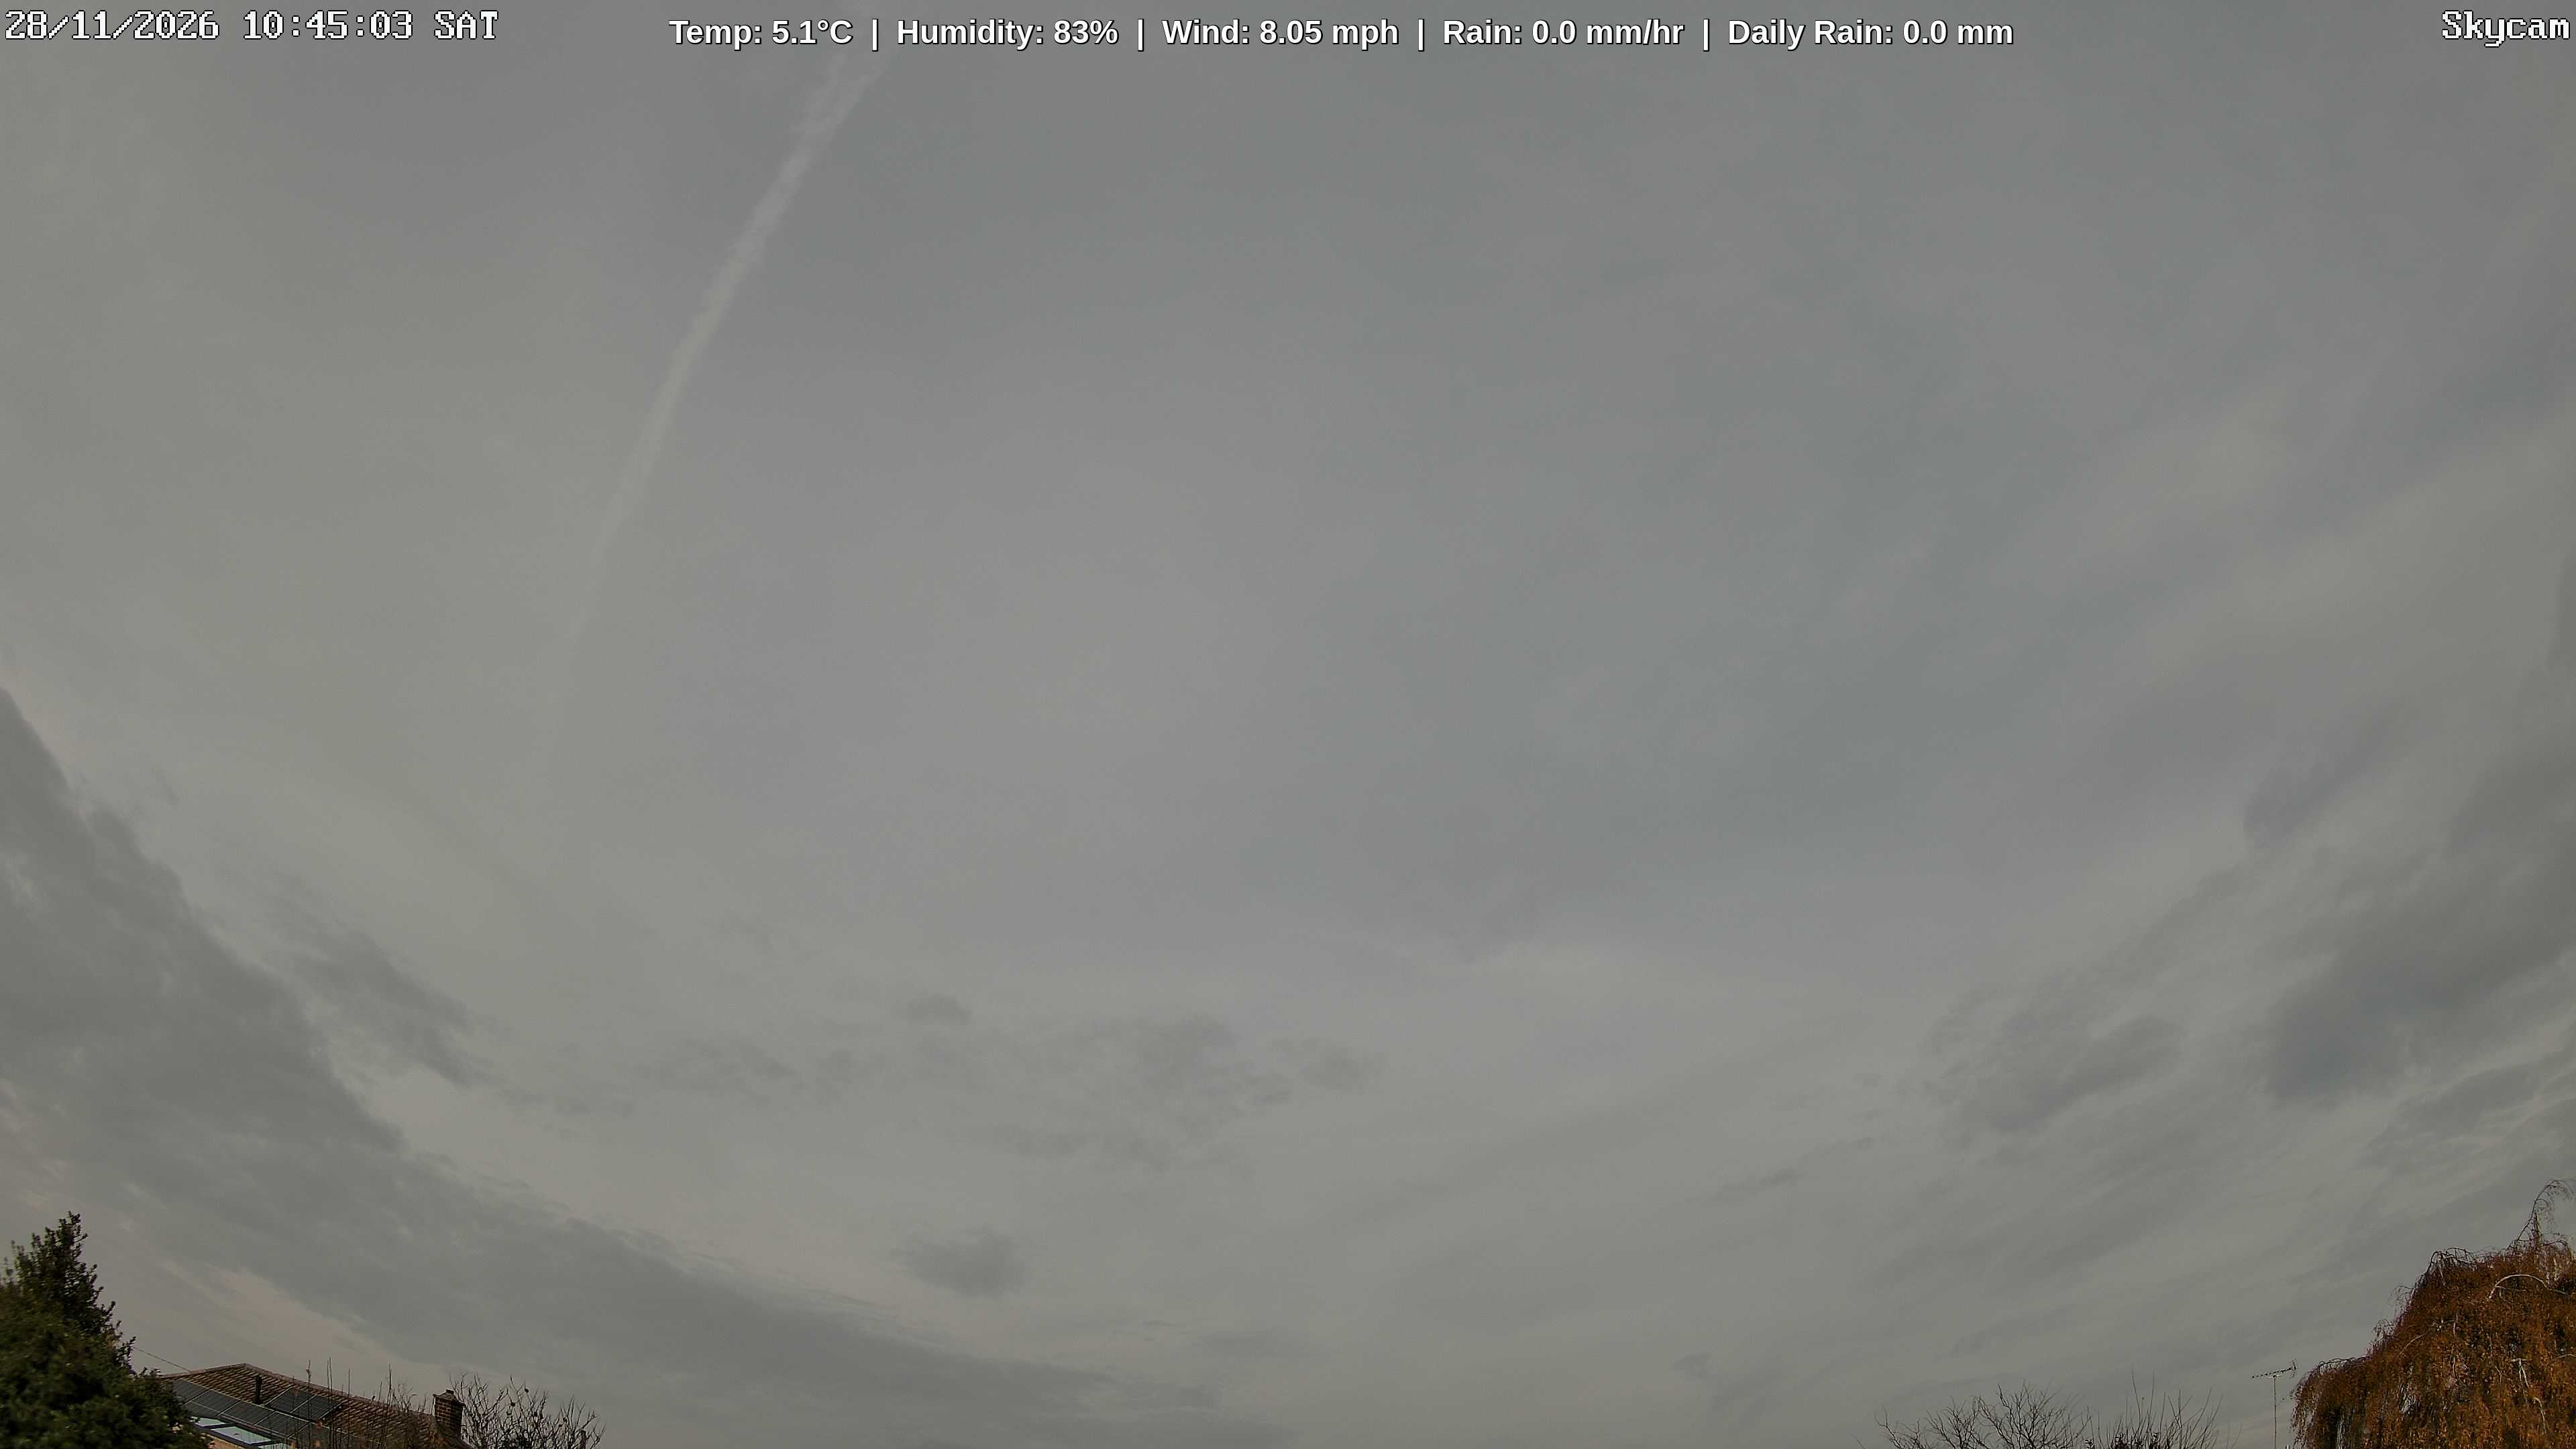 28/11/2026 10:45:03 SAT
Temp: 5.1°C | Humidity: 83% | Wind: 8.05 mph | Rain: 0.0 mm/hr | Daily Rain: 0.0 mm
Skycam